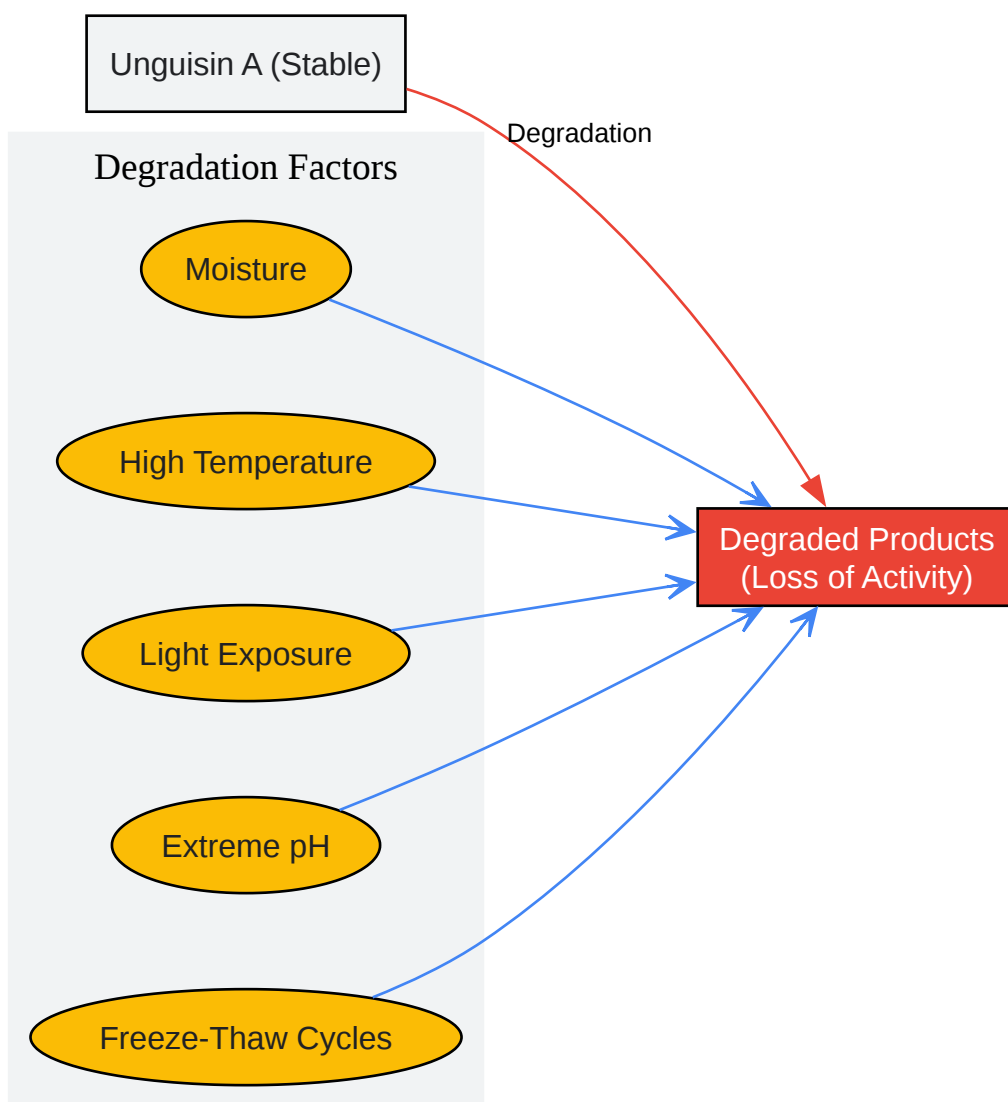 Unguisin A (Stable)
Degradation
Degradation Factors
Moisture
High Temperature
Degraded Products
(Loss of Activity)
Light Exposure
Extreme pH
Freeze-Thaw Cycles